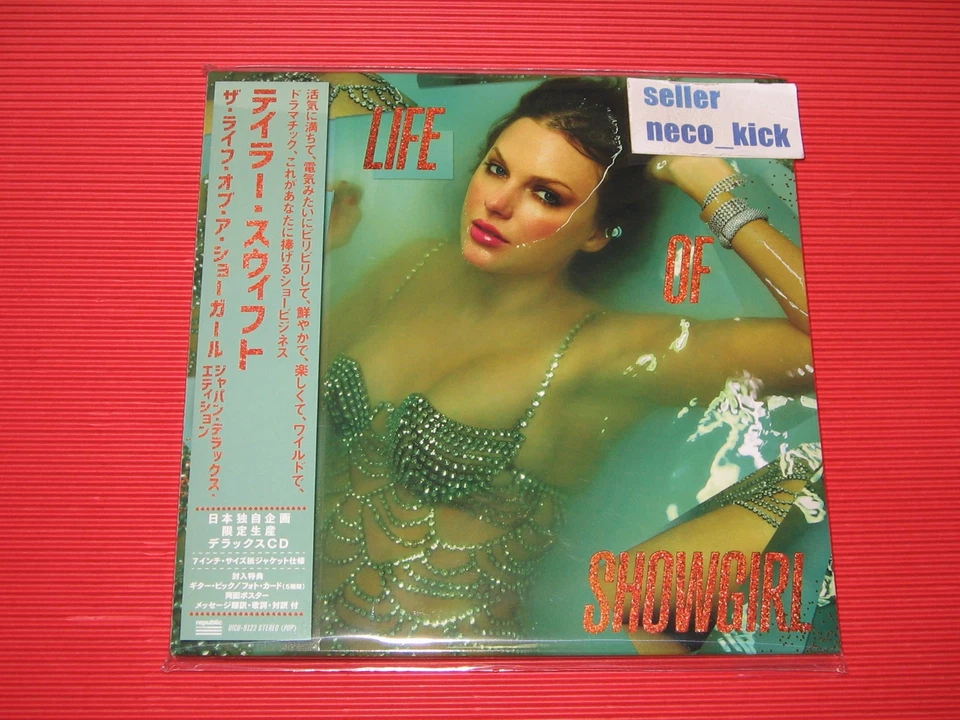 テイラー・スウィフト
ザ・ライフ・オブ・ア・ショーガール
ジャパン・デラックス・
エディション
活気に満ちて、電気みたいにビリビリして、鮮やかで、楽しくて、ワイルドで、
ドラマチック、これがあなたに捧げるショービジネス
日本独自企画
限定生産
デラックスCD
7インチ・サイズ紙ジャケット仕様
封入特典
ギター・ピック/フォト・カード(5種類)
両面ポスター
メッセージ翻訳・歌詞・対訳 付
republic
UICU-9123 STEREO (POP)
LIFE
OF
SHOWGIRL
seller
neco_kick